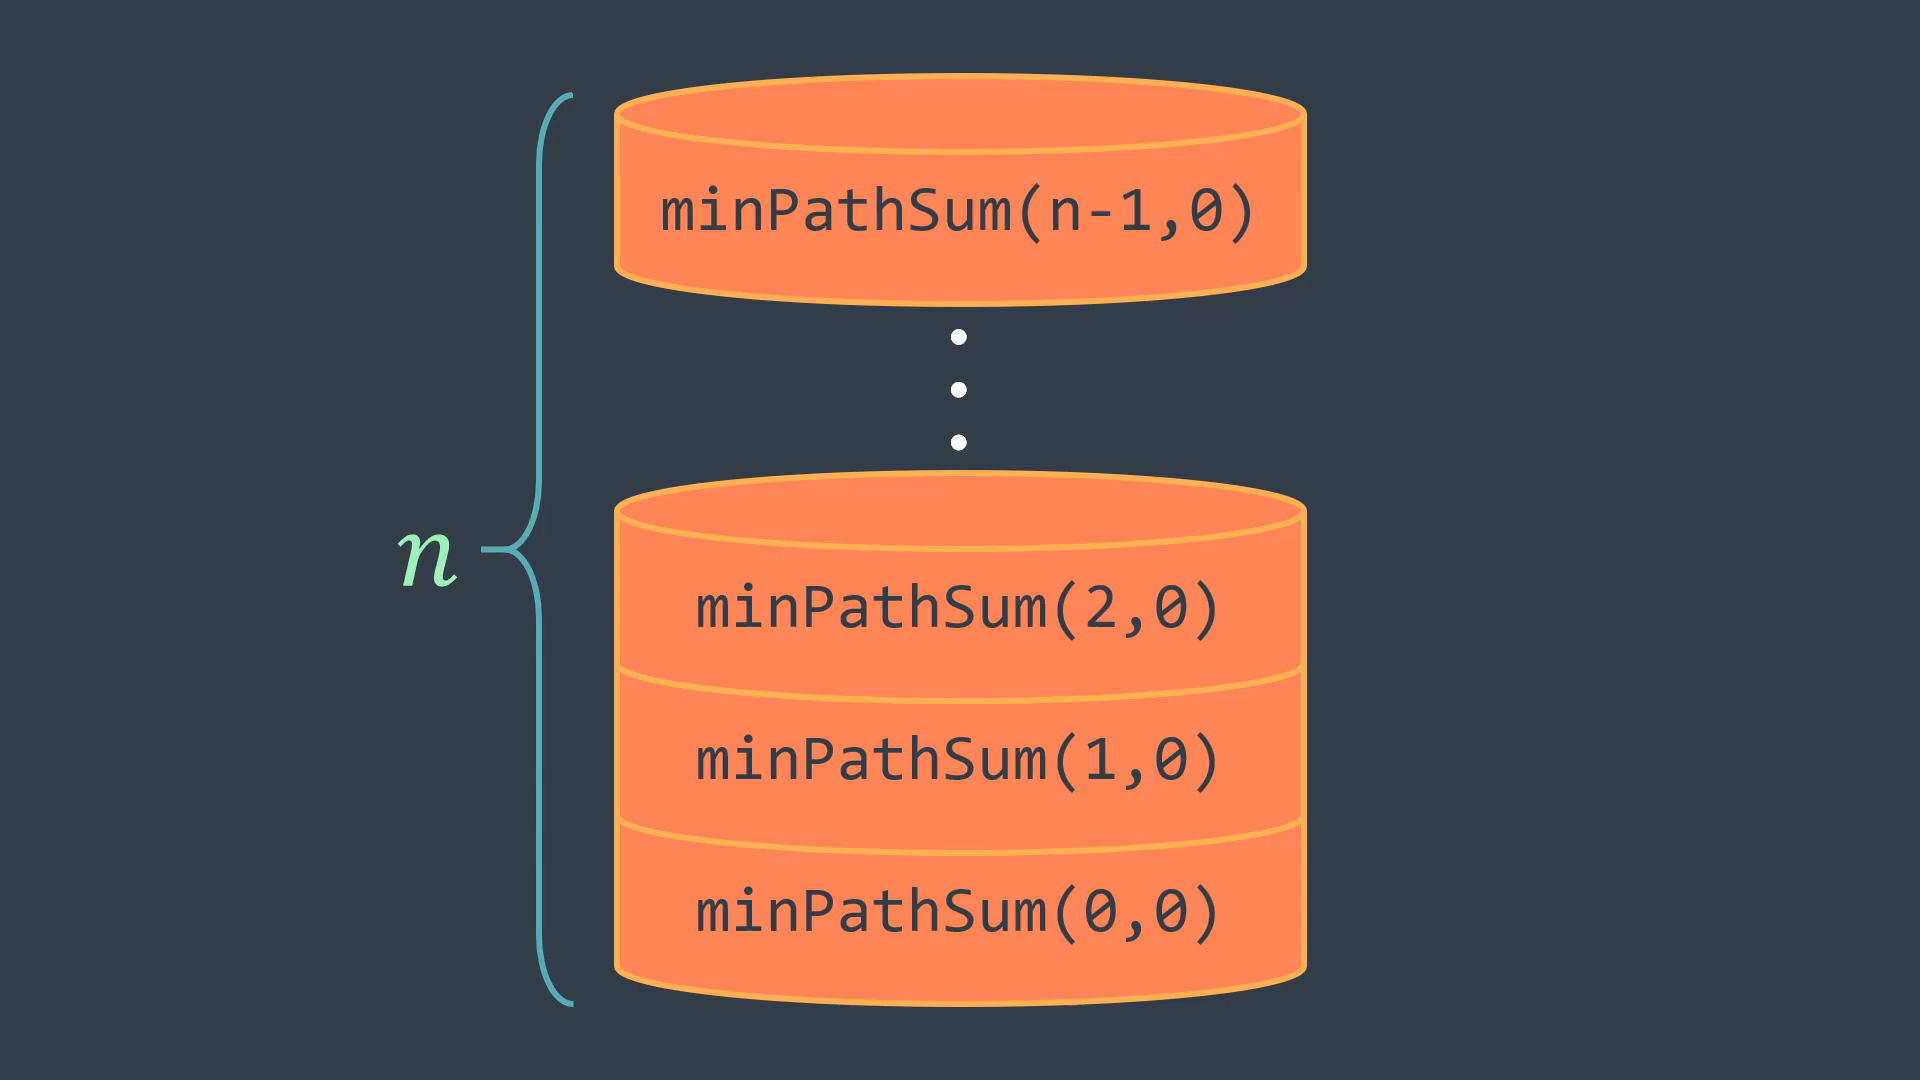 minPathSum(n-1,0)
n
minPathSum(2,0)
minPathSum(1,0)
minPathSum(0,0)